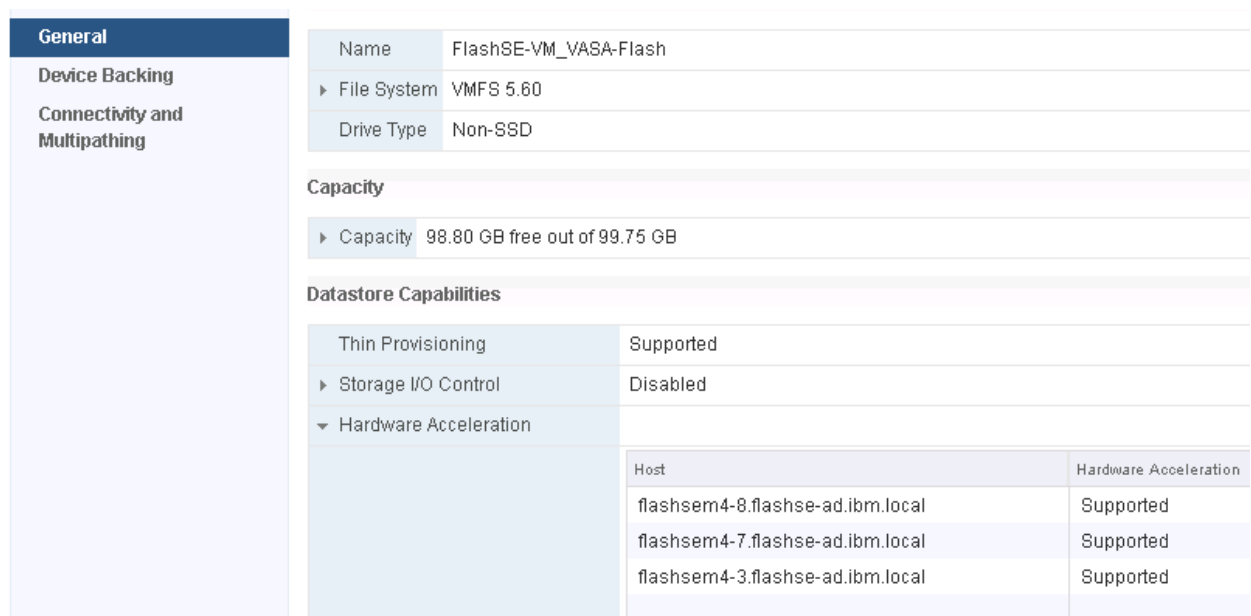 General
Device Backing
Connectivity and
Multipathing
Name FlashSE-VM_VASA-Flash
File System VMFS 5.60
Drive Type Non-SSD
Capacity
Capacity 98.80 GB free out of 99.75 GB
Datastore Capabilities
Thin Provisioning Supported
Storage I/O Control Disabled
Hardware Acceleration
Host Hardware Acceleration
flashsem4-8.flashse-ad.ibm.local Supported
flashsem4-7.flashse-ad.ibm.local Supported
flashsem4-3.flashse-ad.ibm.local Supported